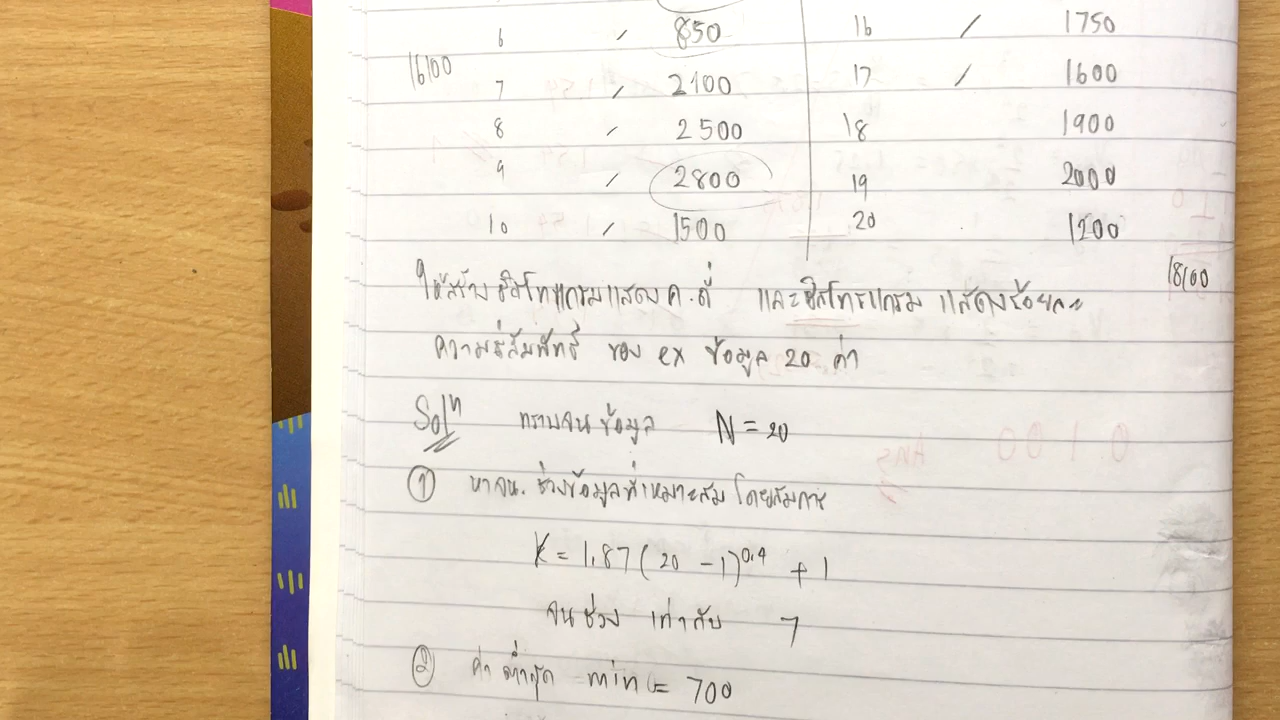 6 / 850 16 / 1750
16100
7 / 2100 17 / 1600
8 / 2500 18 1900
9 / 2800 19 2000
10 / 1500 20 1200
18100
ให้สร้างฮิสโทแกรมแสดง ค.ถี่ และฮิสโทรแกรม แสดงร้อยละ
ความถี่สัมพัทธ์ ของ ex ข้อมูล 20 ค่า
Solⁿ ทราบจน ข้อมูล N = 20
① หาจน. ช่วงข้อมูลที่เหมาะสม โดยสมการ
K = 1.87 (20 - 1)^0.4 + 1
จนช่วง เท่ากับ 7
② ค่าต่ำสุด min = 700